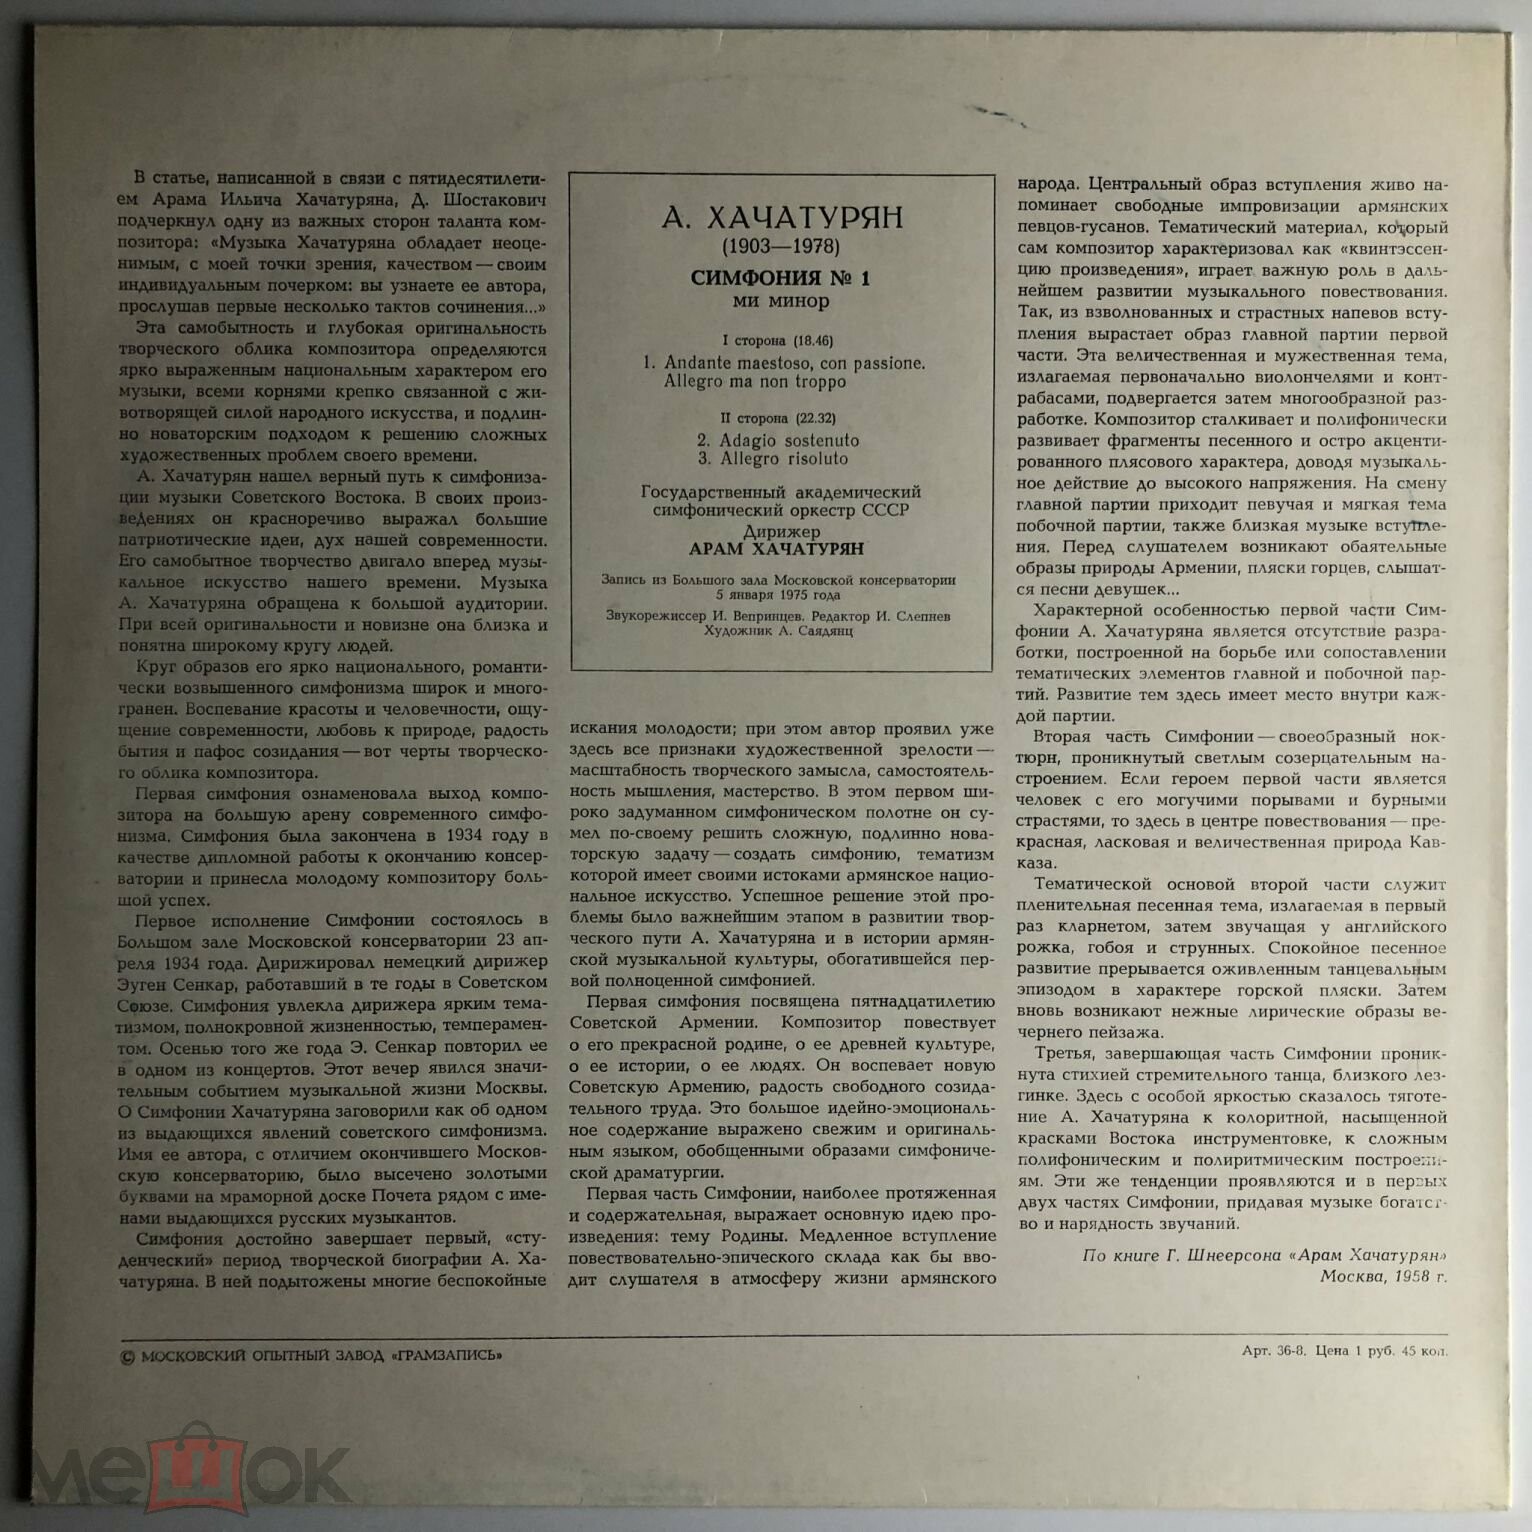 В статье, написанной в связи с пятидесятилети-
ем Арама Ильича Хачатуряна, Д. Шостакович
подчеркнул одну из важных сторон таланта ком-
позитора: «Музыка Хачатуряна обладает неоце-
нимым, с моей точки зрения, качеством — своим
индивидуальным почерком: вы узнаете ее автора,
прослушав первые несколько тактов сочинения...»
Эта самобытность и глубокая оригинальность
творческого облика композитора определяются
ярко выраженным национальным характером его
музыки, всеми корнями крепко связанной с жи-
вотворящей силой народного искусства, и подлин-
но новаторским подходом к решению сложных
художественных проблем своего времени.
А. Хачатурян нашел верный путь к симфониза-
ции музыки Советского Востока. В своих произ-
ведениях он красноречиво выражал большие
патриотические идеи, дух нашей современности.
Его самобытное творчество двигало вперед музы-
кальное искусство нашего времени. Музыка
А. Хачатуряна обращена к большой аудитории.
При всей оригинальности и новизне она близка и
понятна широкому кругу людей.
Круг образов его ярко национального, романти-
чески возвышенного симфонизма широк и много-
гранен. Воспевание красоты и человечности, ощу-
щение современности, любовь к природе, радость
бытия и пафос созидания — вот черты творческо-
го облика композитора.
Первая симфония ознаменовала выход компо-
зитора на большую арену современного симфо-
низма. Симфония была закончена в 1934 году в
качестве дипломной работы к окончанию консер-
ватории и принесла молодому композитору боль-
шой успех.
Первое исполнение Симфонии состоялось в
Большом зале Московской консерватории 23 ап-
реля 1934 года. Дирижировал немецкий дирижер
Эуген Сенкар, работавший в те годы в Советском
Союзе. Симфония увлекла дирижера ярким тема-
тизмом, полнокровной жизненностью, темперамен-
том. Осенью того же года Э. Сенкар повторил ее
в одном из концертов. Этот вечер явился значи-
тельным событием музыкальной жизни Москвы.
О Симфонии Хачатуряна заговорили как об одном
из выдающихся явлений советского симфонизма.
Имя ее автора, с отличием окончившего Москов-
скую консерваторию, было высечено золотыми
буквами на мраморной доске Почета рядом с име-
нами выдающихся русских музыкантов.
Симфония достойно завершает первый, «сту-
денческий» период творческой биографии А. Ха-
чатуряна. В ней подытожены многие беспокойные
А. ХАЧАТУРЯН
(1903—1978)
СИМФОНИЯ № 1
МИ МИНОР
I сторона (18.46)
1. Andante maestoso, con passione.
Allegro ma non troppo
II сторона (22.32)
2. Adagio sostenuto
3. Allegro risoluto
Государственный академический
симфонический оркестр СССР
Дирижер
АРАМ ХАЧАТУРЯН
Запись из Большого зала Московской консерватории
5 января 1975 года
Звукорежиссер И. Вепринцев. Редактор И. Слепнев
Художник А. Саядянц
искания молодости; при этом автор проявил уже
здесь все признаки художественной зрелости —
масштабность творческого замысла, самостоятель-
ность мышления, мастерство. В этом первом ши-
роко задуманном симфоническом полотне он су-
мел по-своему решить сложную, подлинно нова-
торскую задачу — создать симфонию, тематизм
которой имеет своими истоками армянское нацио-
нальное искусство. Успешное решение этой про-
блемы было важнейшим этапом в развитии твор-
ческого пути А. Хачатуряна и в истории армян-
ской музыкальной культуры, обогатившейся пер-
вой полноценной симфонией.
Первая симфония посвящена пятнадцатилетию
Советской Армении. Композитор повествует
о его прекрасной родине, о ее древней культуре,
о ее истории, о ее людях. Он воспевает новую
Советскую Армению, радость свободного созида-
тельного труда. Это большое идейно-эмоциональ-
ное содержание выражено свежим и оригиналь-
ным языком, обобщенными образами симфониче-
ской драматургии.
Первая часть Симфонии, наиболее протяженная
и содержательная, выражает основную идею про-
изведения: тему Родины. Медленное вступление
повествовательно-эпического склада как бы вво-
дит слушателя в атмосферу жизни армянского
народа. Центральный образ вступления живо на-
поминает свободные импровизации армянских
певцов-гусанов. Тематический материал, который
сам композитор характеризовал как «квинтэссен-
цию произведения», играет важную роль в даль-
нейшем развитии музыкального повествования.
Так, из взволнованных и страстных напевов всту-
пления вырастает образ главной партии первой
части. Эта величественная и мужественная тема,
излагаемая первоначально виолончелями и конт-
рабасами, подвергается затем многообразной раз-
работке. Композитор сталкивает и полифонически
развивает фрагменты песенного и остро акценти-
рованного плясового характера, доводя музыкаль-
ное действие до высокого напряжения. На смену
главной партии приходит певучая и мягкая тема
побочной партии, также близкая музыке вступле-
ния. Перед слушателем возникают обаятельные
образы природы Армении, пляски горцев, слышат-
ся песни девушек...
Характерной особенностью первой части Сим-
фонии А. Хачатуряна является отсутствие разра-
ботки, построенной на борьбе или сопоставлении
тематических элементов главной и побочной пар-
тий. Развитие тем здесь имеет место внутри каж-
дой партии.
Вторая часть Симфонии — своеобразный нок-
тюрн, проникнутый светлым созерцательным на-
строением. Если героем первой части является
человек с его могучими порывами и бурными
страстями, то здесь в центре повествования — пре-
красная, ласковая и величественная природа Кав-
каза.
Тематической основой второй части служит
пленительная песенная тема, излагаемая в первый
раз кларнетом, затем звучащая у английского
рожка, гобоя и струнных. Спокойное песенное
развитие прерывается оживленным танцевальным
эпизодом в характере горской пляски. Затем
вновь возникают нежные лирические образы ве-
чернего пейзажа.
Третья, завершающая часть Симфонии проник-
нута стихией стремительного танца, близкого лез-
гинке. Здесь с особой яркостью сказалось тяготе-
ние А. Хачатуряна к колоритной, насыщенной
красками Востока инструментовке, к сложным
полифоническим и полиритмическим построени-
ям. Эти же тенденции проявляются и в первых
двух частях Симфонии, придавая музыке богатст-
во и нарядность звучаний.
По книге Г. Шнеерсона «Арам Хачатурян»
Москва, 1958 г.
© МОСКОВСКИЙ ОПЫТНЫЙ ЗАВОД «ГРАМЗАПИСЬ»
Арт. 36-8. Цена 1 руб. 45 коп.
мешок